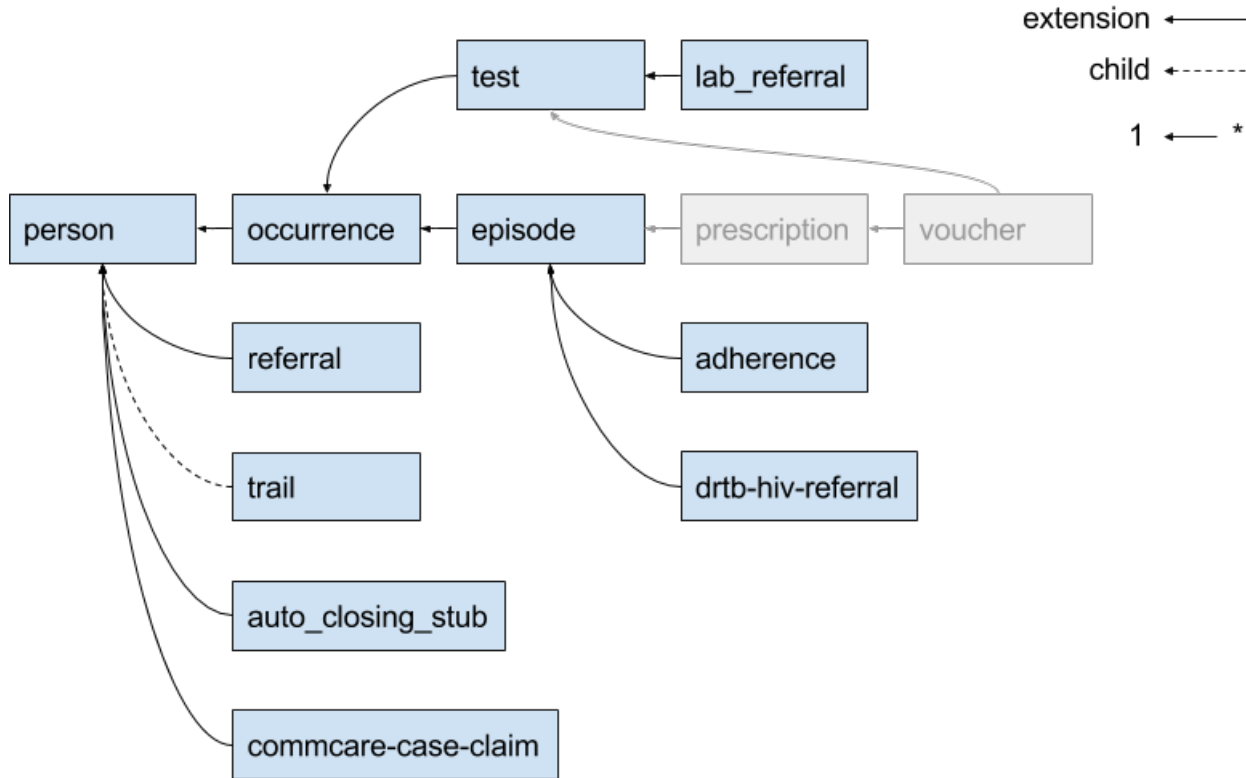 extension
test
lab_referral
child
1
*
person
occurrence
episode
prescription
voucher
referral
adherence
trail
drtb-hiv-referral
auto_closing_stub
commcare-case-claim